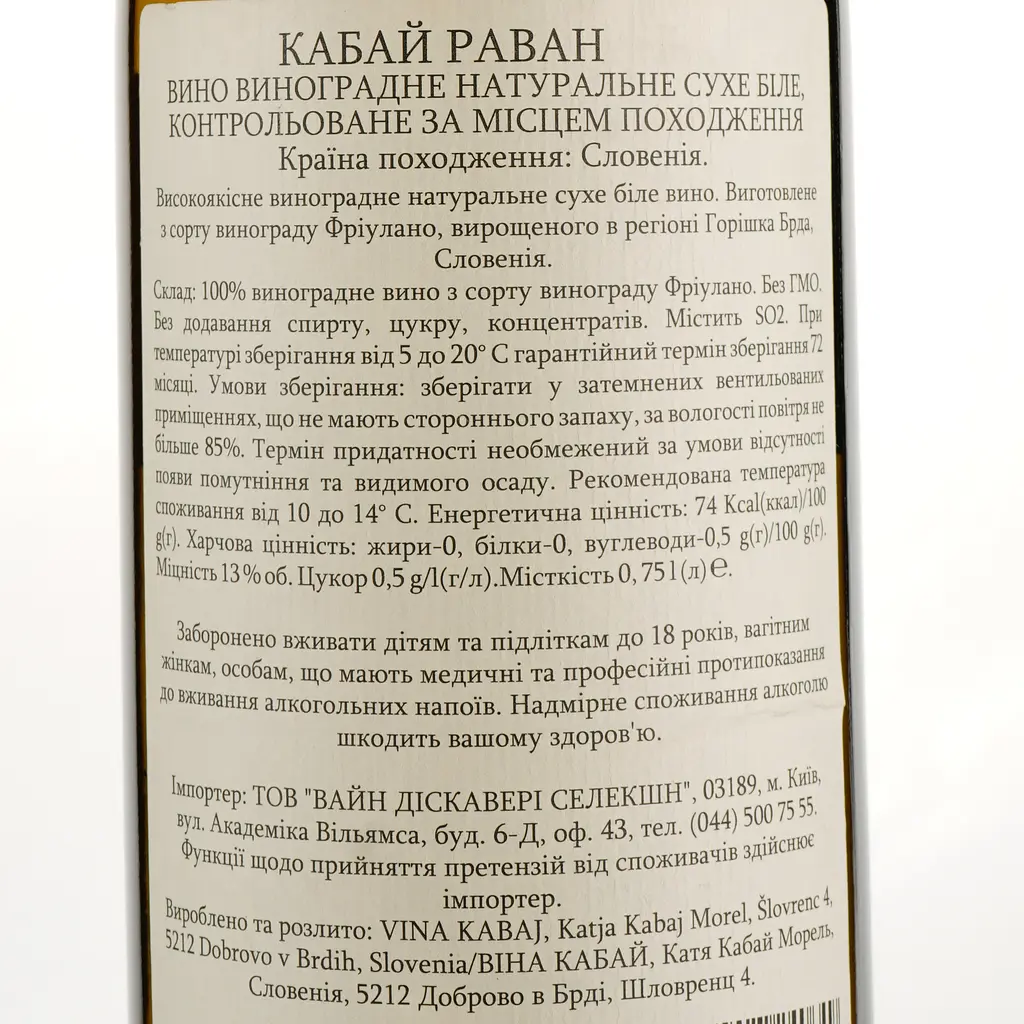 КАБАЙ РАВАН
ВИНО ВИНОГРАДНЕ НАТУРАЛЬНЕ СУХЕ БІЛЕ,
КОНТРОЛЬОВАНЕ ЗА МІСЦЕМ ПОХОДЖЕННЯ
Країна походження: Словенія.
Високоякісне виноградне натуральне сухе біле вино. Виготовлене
з сорту винограду Фріулано, вирощеного в регіоні Горішка Брда,
Словенія.
Склад: 100% виноградне вино з сорту винограду Фріулано. Без ГМО.
Без додавання спирту, цукру, концентратів. Містить SO2. При
температурі зберігання від 5 до 20° С гарантійний термін зберігання 72
місяці. Умови зберігання: зберігати у затемнених вентильованих
приміщеннях, що не мають стороннього запаху, за вологості повітря не
більше 85%. Термін придатності необмежений за умови відсутності
появи помутніння та видимого осаду. Рекомендована температура
споживання від 10 до 14° С. Енергетична цінність: 74 Kcal(ккал)/100
g(г). Харчова цінність: жири-0, білки-0, вуглеводи-0,5 g(г)/100 g(г).
Міцність 13 % об. Цукор 0,5 g/l(г/л).Місткість 0, 75 l (л) ℮.
Заборонено вживати дітям та підліткам до 18 років, вагітним
жінкам, особам, що мають медичні та професійні протипоказання
до вживання алкогольних напоїв. Надмірне споживання алкоголю
шкодить вашому здоров'ю.
Імпортер: ТОВ "ВАЙН ДІСКАВЕРІ СЕЛЕКШН", 03189, м. Київ,
вул. Академіка Вільямса, буд. 6-Д, оф. 43, тел. (044) 500 75 55.
Функції щодо прийняття претензій від споживачів здійснює
імпортер.
Вироблено та розлито: VINA KABAJ, Katja Kabaj Morel, Šlovrenc 4,
5212 Dobrovo v Brdih, Slovenia/ВІНА КАБАЙ, Катя Кабай Морель,
Словенія, 5212 Доброво в Брді, Шловренц 4.